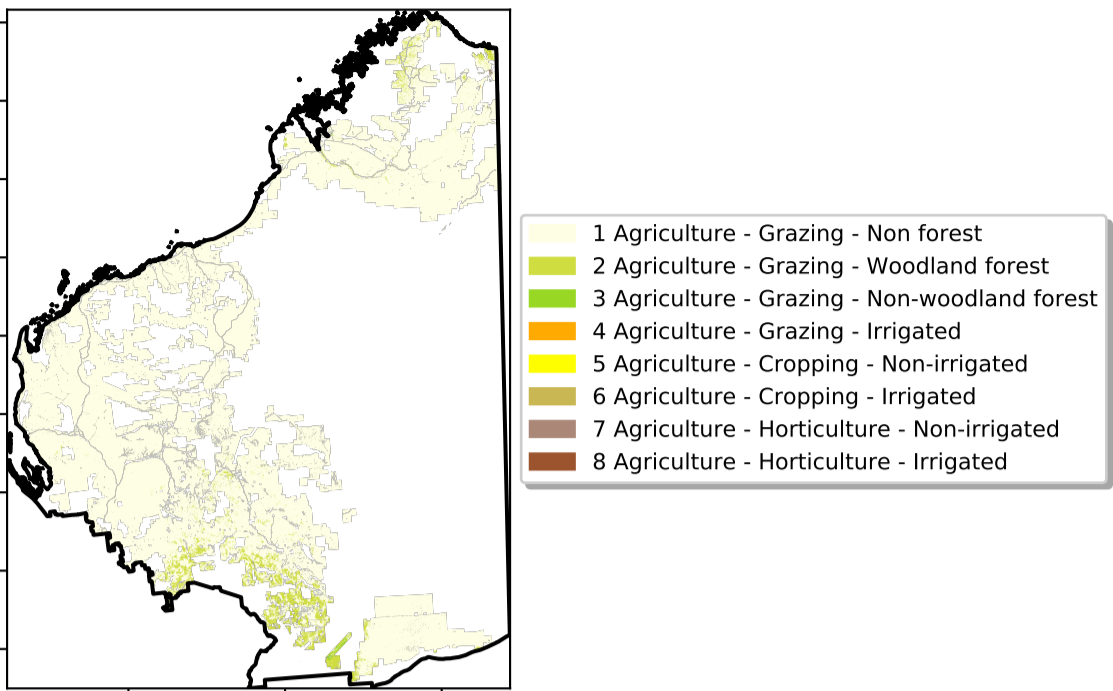 1 Agriculture - Grazing - Non forest
2 Agriculture - Grazing - Woodland forest
3 Agriculture - Grazing - Non-woodland forest
4 Agriculture - Grazing - Irrigated
5 Agriculture - Cropping - Non-irrigated
6 Agriculture - Cropping - Irrigated
7 Agriculture - Horticulture - Non-irrigated
8 Agriculture - Horticulture - Irrigated